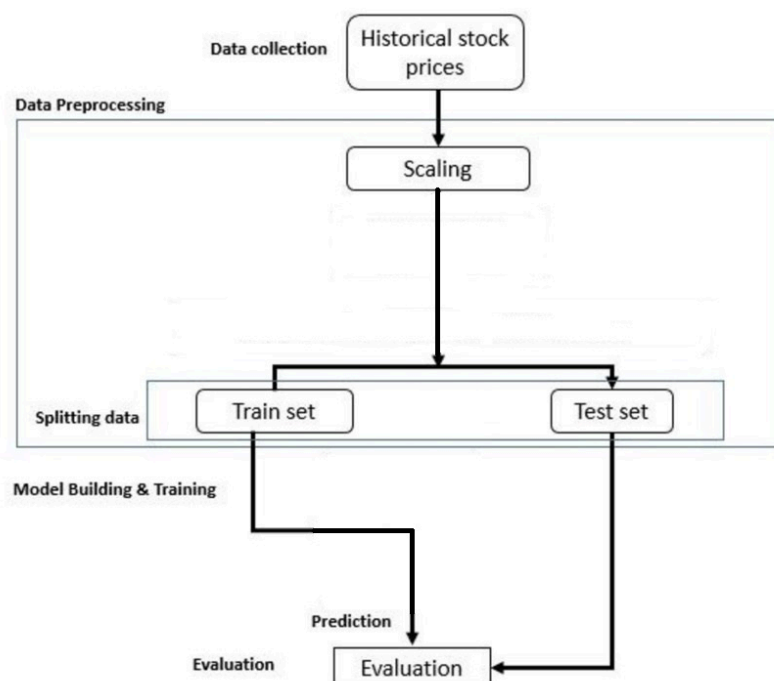 Data collection
Historical stock
prices
Data Preprocessing
Scaling
Splitting data
Train set
Test set
Model Building & Training
Prediction
Evaluation
Evaluation